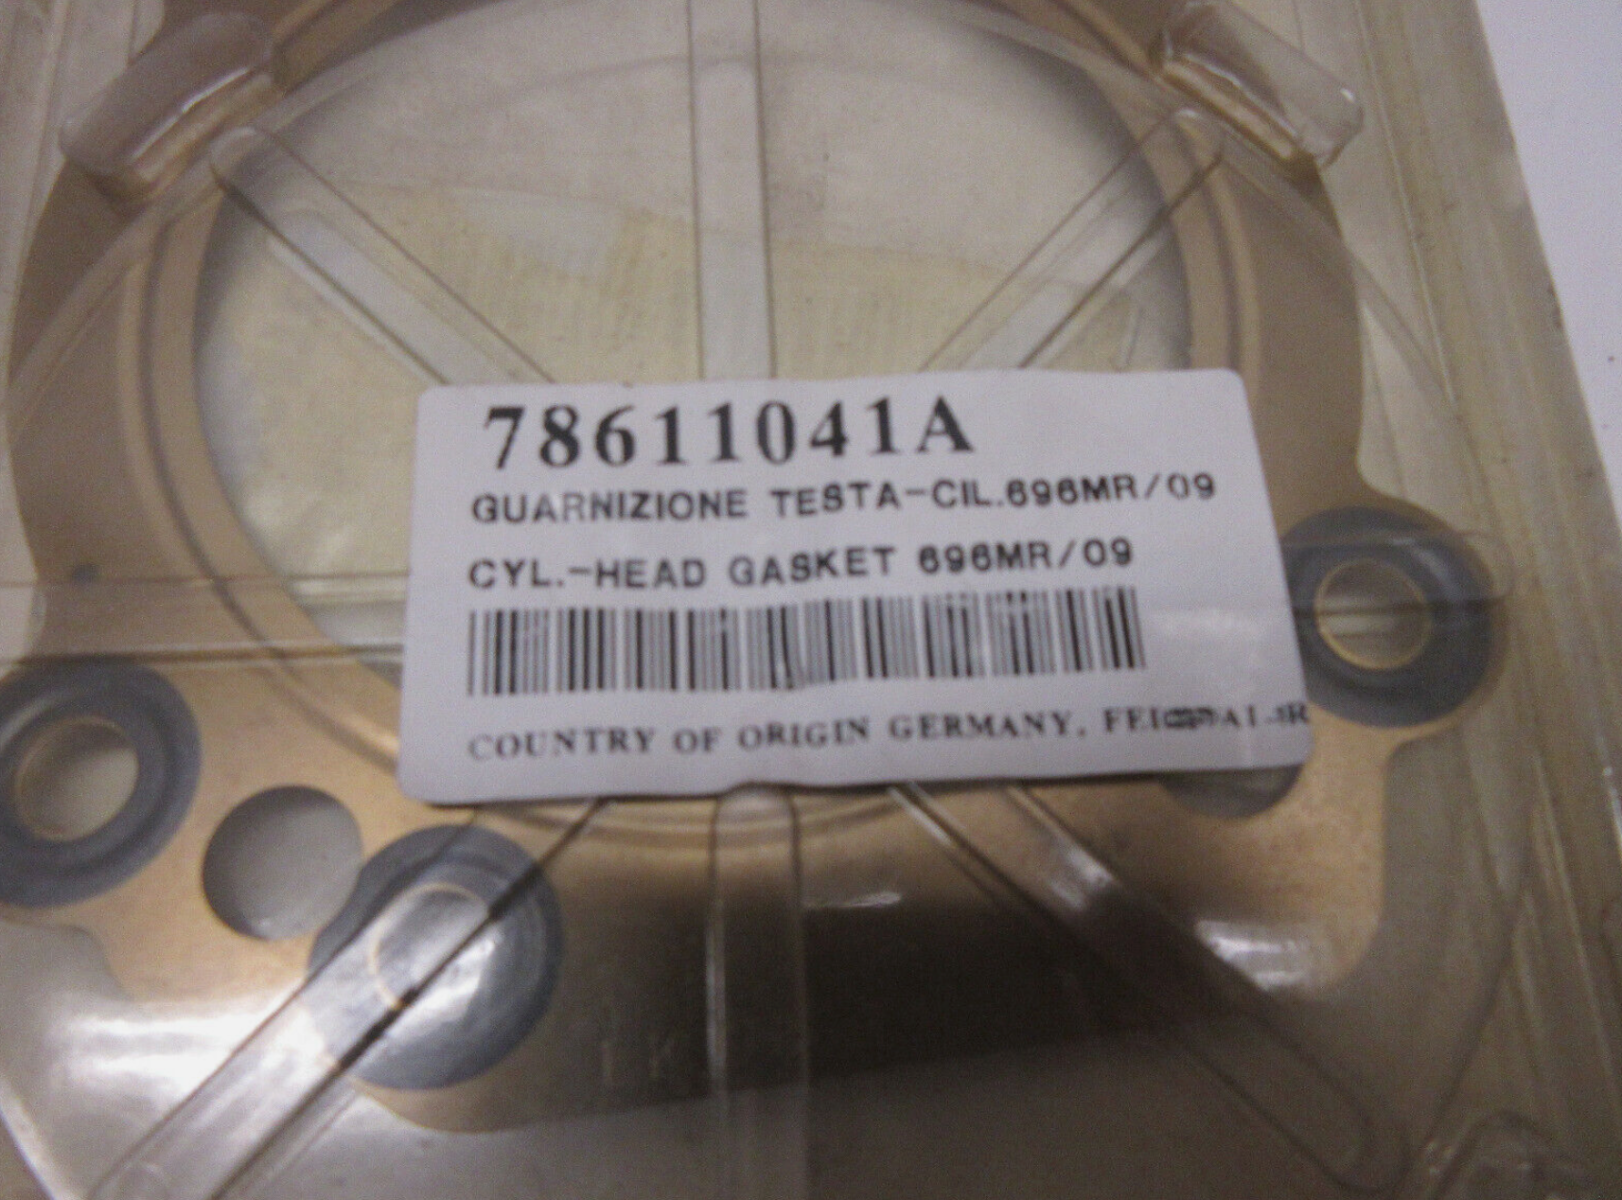 78611041A
GUARNIZIONE TESTA-CIL.696MR/09
CYL.-HEAD GASKET 696MR/09
COUNTRY OF ORIGIN GERMANY,